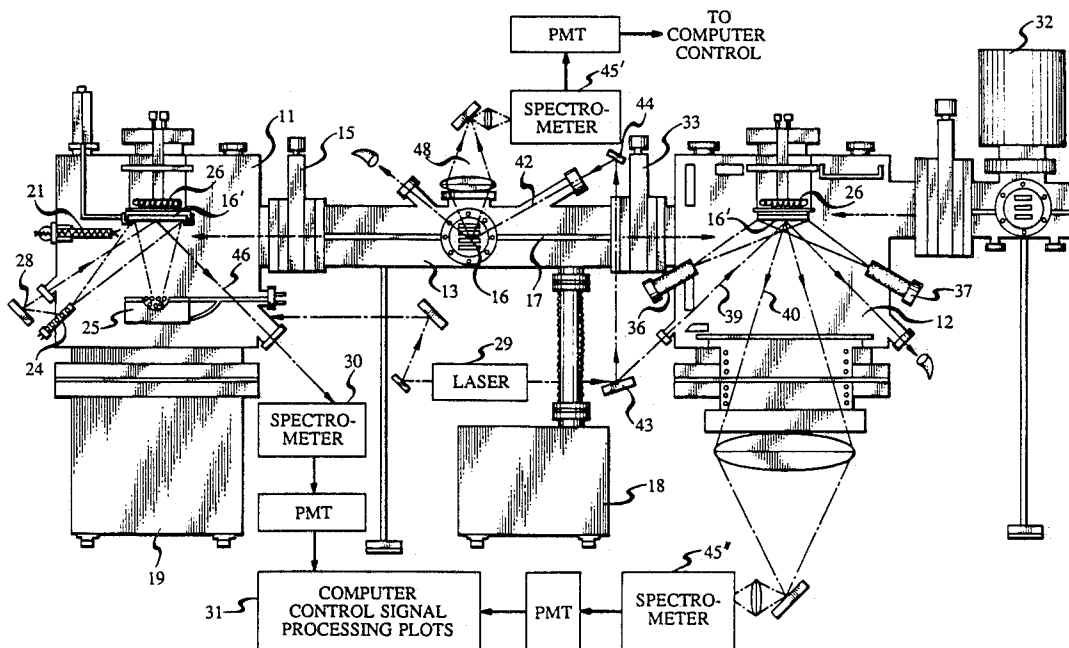 TO
COMPUTER
CONTROL
PMT
32
45'
SPECTRO-
METER
44
11
15
33
48
42
26
26
21
16'
16'
28
46
13
16
17
36
39
40
37
12
25
24
29
30
LASER
43
SPECTRO-
METER
18
PMT
19
45"
31
COMPUTER
CONTROL SIGNAL
PROCESSING PLOTS
PMT
SPECTRO-
METER